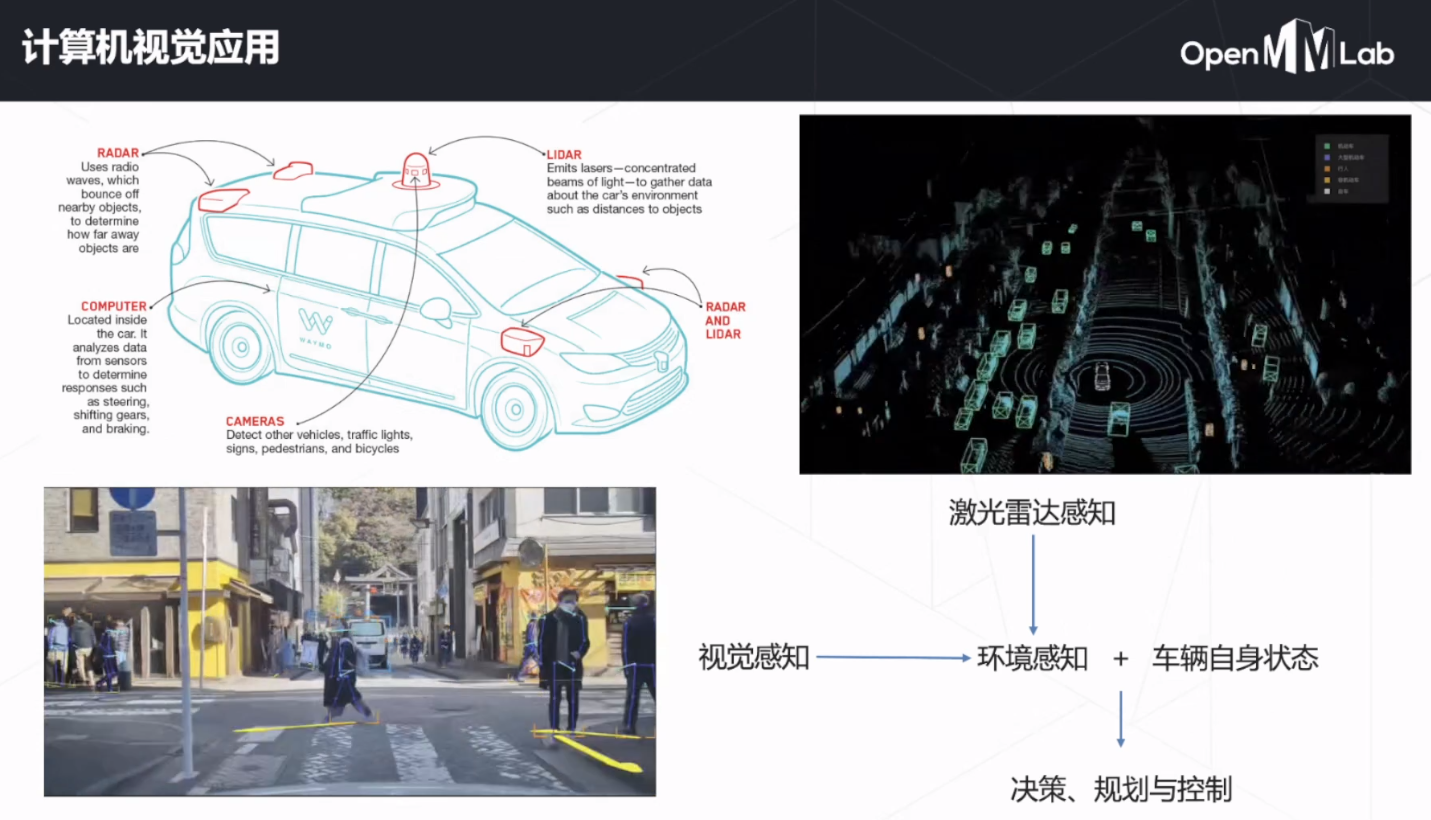 计算机视觉应用
Open MM Lab
RADAR
Uses radio
waves, which
bounce off
nearby objects,
to determine
how far away
objects are
LIDAR
Emits lasers—concentrated
beams of light—to gather data
about the car's environment
such as distances to objects
COMPUTER
Located inside
the car. It
analyzes data
from sensors
to determine
responses such
as steering,
shifting gears,
and braking.
WAYMO
RADAR
AND
LIDAR
CAMERAS
Detect other vehicles, traffic lights,
signs, pedestrians, and bicycles
激光雷达感知
视觉感知
环境感知 + 车辆自身状态
决策、规划与控制